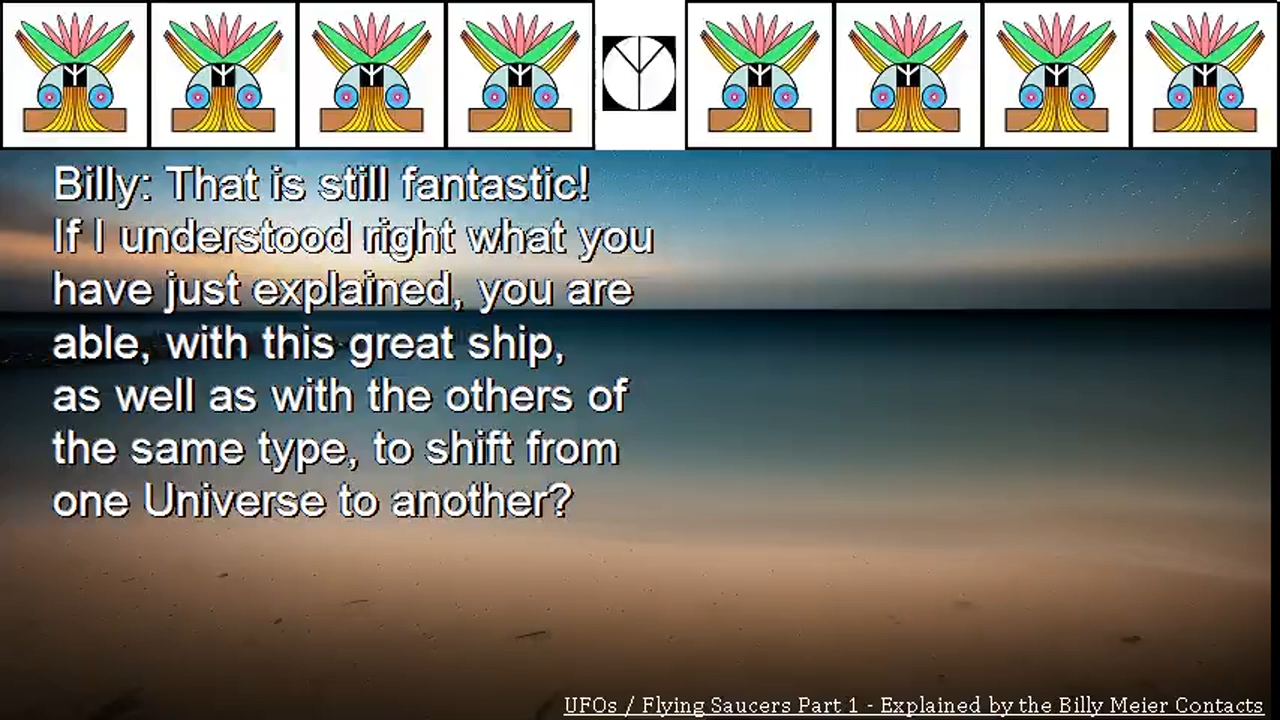 Billy: That is still fantastic!
If I understood right what you
have just explained, you are
able, with this great ship,
as well as with the others of
the same type, to shift from
one Universe to another?
UFOs / Flying Saucers Part 1 - Explained by the Billy Meier Contacts